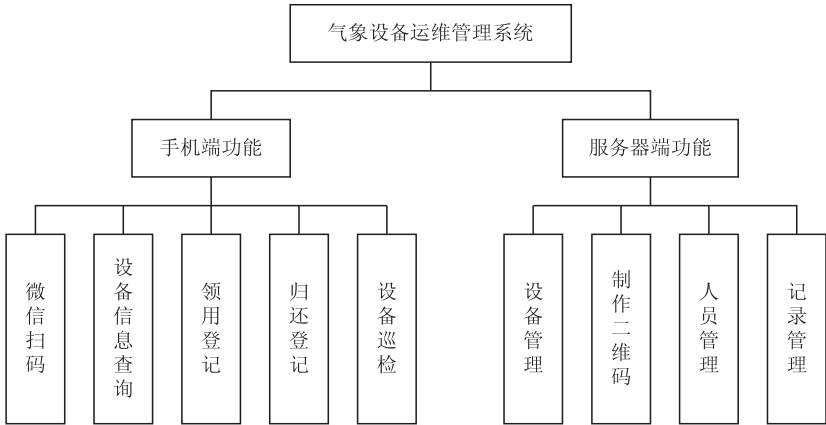 气象设备运维管理系统
手机端功能
服务器端功能
微信扫码
设备信息查询
领用登记
归还登记
设备巡检
设备管理
制作二维码
人员管理
记录管理